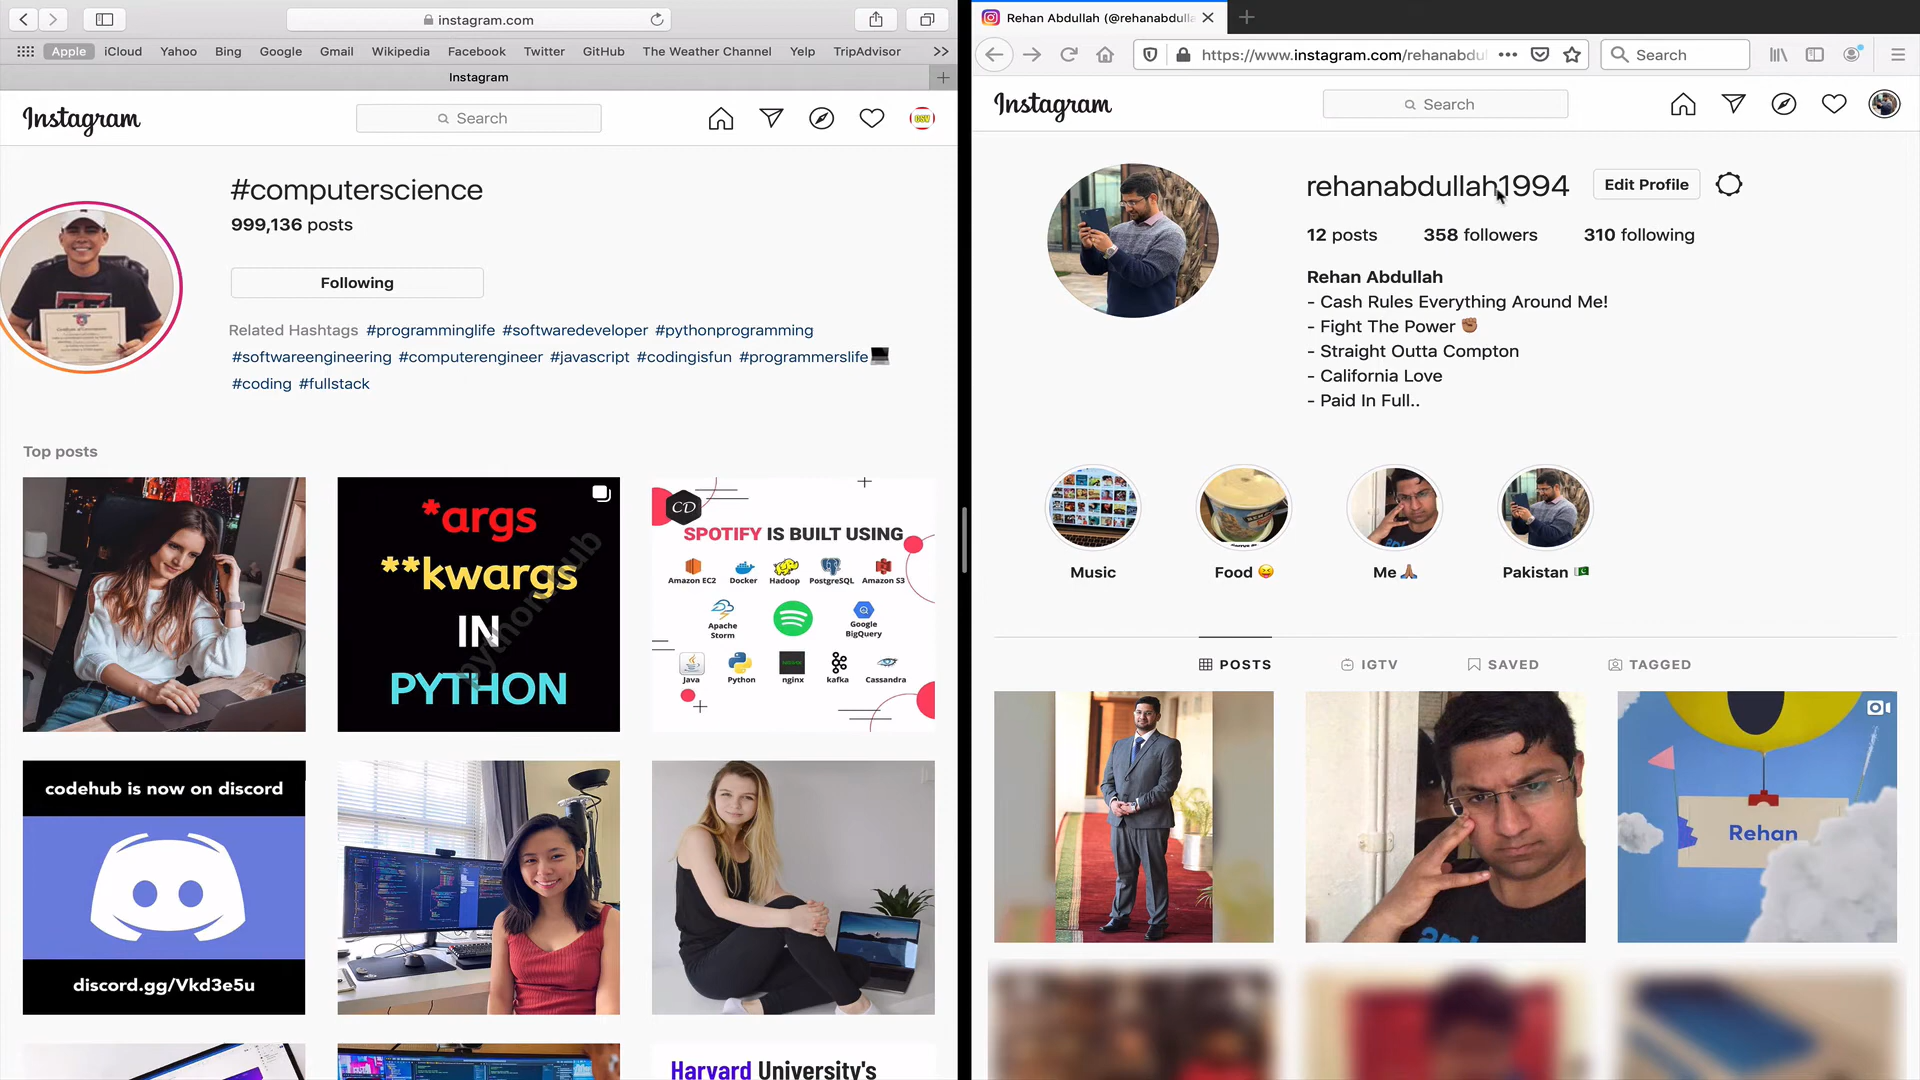 instagram.com
Apple iCloud Yahoo Bing Google Gmail Wikipedia Facebook Twitter GitHub The Weather Channel Yelp TripAdvisor >>
Instagram
Instagram
Search
CSV
#computerscience
999,136 posts
Following
Related Hashtags #programminglife #softwaredeveloper #pythonprogramming
#softwareengineering #computerengineer #javascript #codingisfun #programmerslife💻
#coding #fullstack
Top posts
*args
**kwargs
IN
PYTHON
pythonhub
CD
SPOTIFY IS BUILT USING
Amazon EC2 Docker Hadoop PostgreSQL Amazon S3
Apache Storm
Google BigQuery
Java Python nginx kafka Cassandra
codehub is now on discord
discord.gg/Vkd3e5u
Harvard University's
Rehan Abdullah (@rehanabdulla
https://www.instagram.com/rehanabdul
Search
Instagram
Search
rehanabdullah1994 Edit Profile
12 posts 358 followers 310 following
Rehan Abdullah
- Cash Rules Everything Around Me!
- Fight The Power ✊🏾
- Straight Outta Compton
- California Love
- Paid In Full..
Music Food 😝 Me 🙏🏽 Pakistan 🇵🇰
POSTS IGTV SAVED TAGGED
Rehan